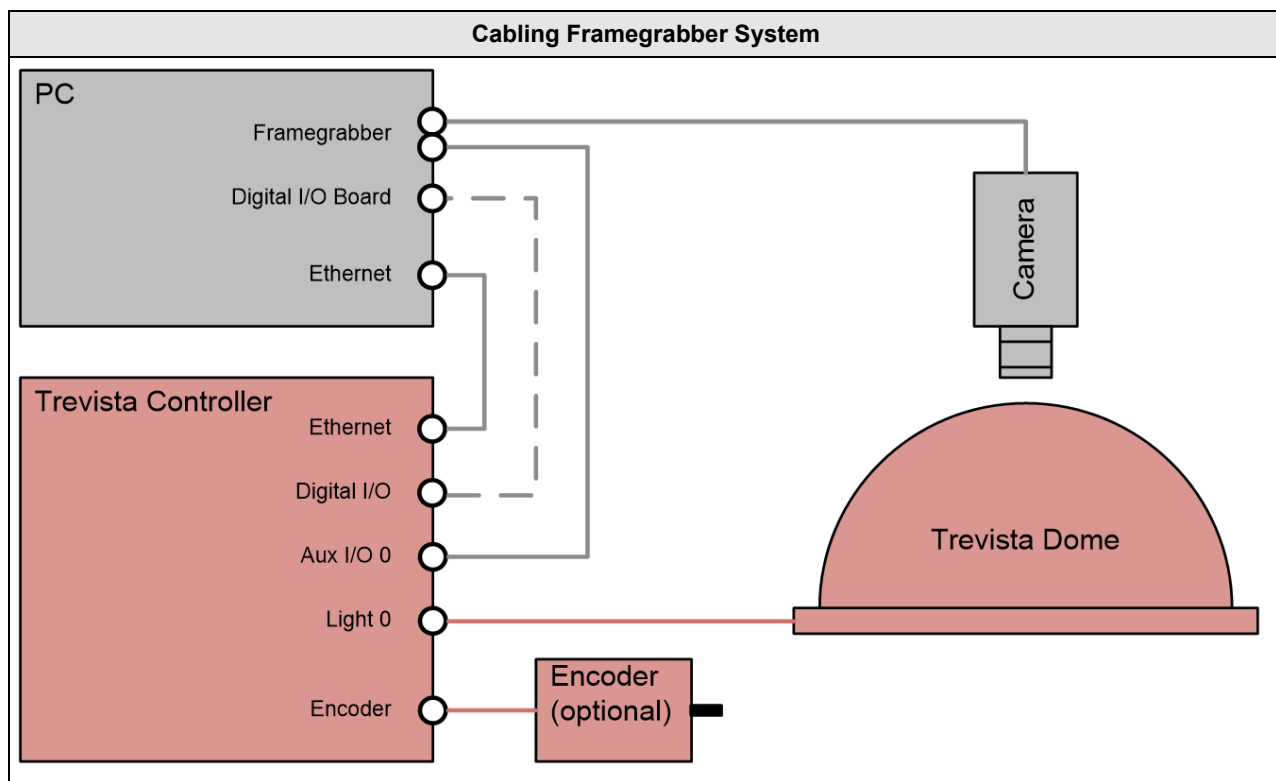 Cabling Framegrabber System
PC
Framegrabber
Digital I/O Board
Ethernet
Camera
Trevista Controller
Ethernet
Digital I/O
Aux I/O 0
Light 0
Encoder
Trevista Dome
Encoder
(optional)